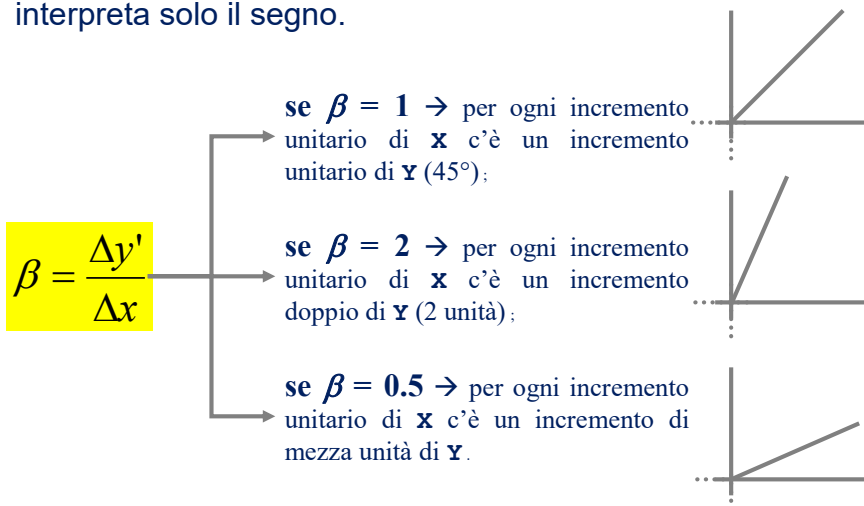 interpreta solo il segno.
se β = 1 → per ogni incremento
unitario di X c’è un incremento
unitario di Y (45°);
β = Δy' / Δx
se β = 2 → per ogni incremento
unitario di X c’è un incremento
doppio di Y (2 unità);
se β = 0.5 → per ogni incremento
unitario di X c’è un incremento di
mezza unità di Y.